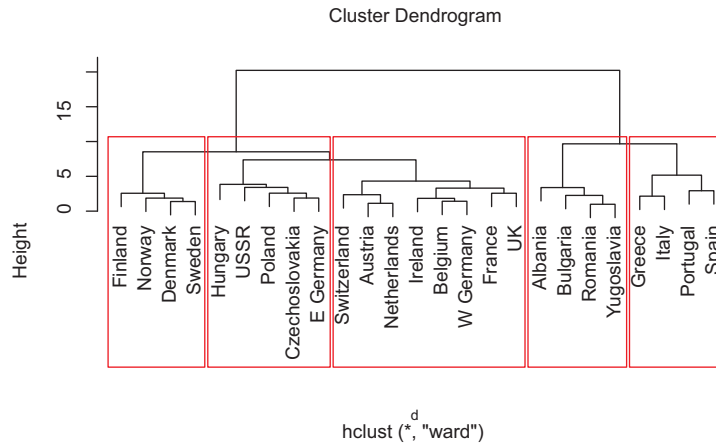 Cluster Dendrogram
Height
15
5
0
Finland
Norway
Denmark
Sweden
Hungary
USSR
Poland
Czechoslovakia
E Germany
Switzerland
Austria
Netherlands
Ireland
Belgium
W Germany
France
UK
Albania
Bulgaria
Romania
Yugoslavia
Greece
Italy
Portugal
Spain
d
hclust (*, "ward")